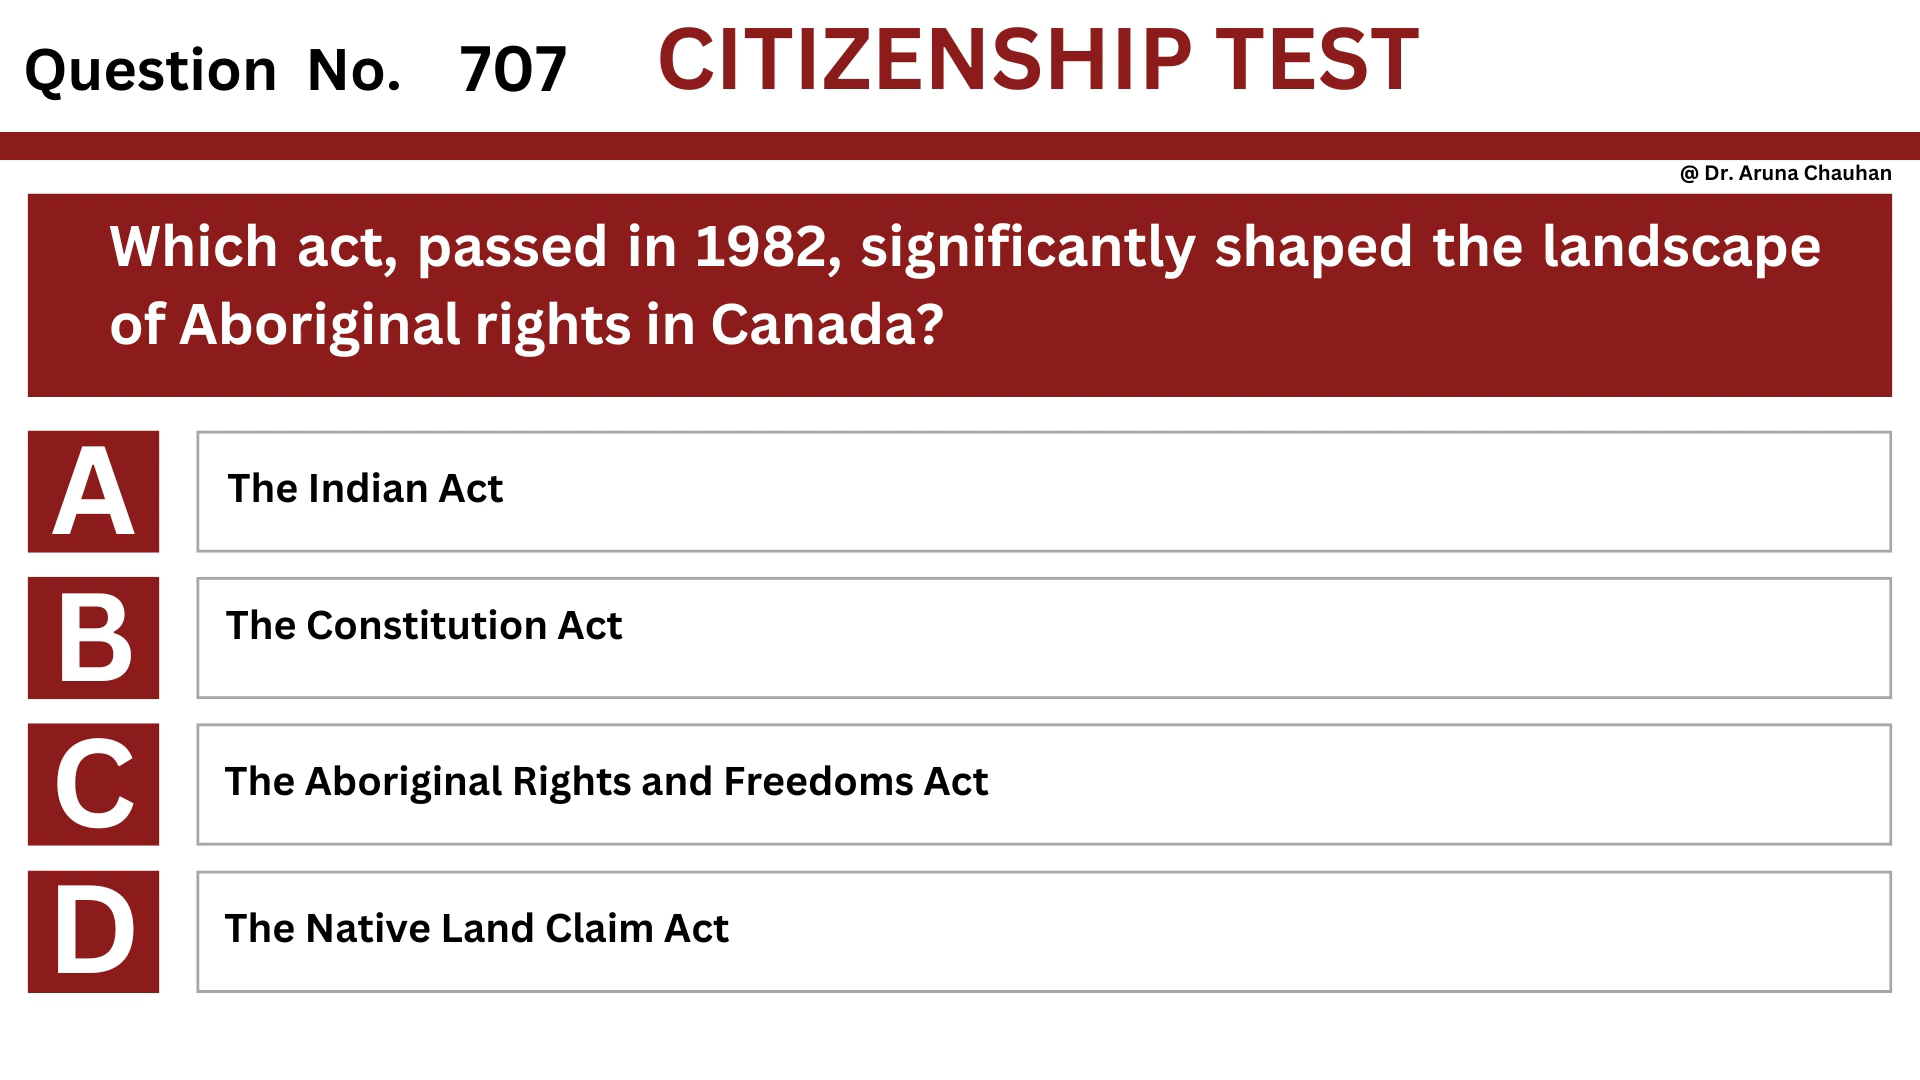 Question No. 707 CITIZENSHIP TEST
@ Dr. Aruna Chauhan
Which act, passed in 1982, significantly shaped the landscape
of Aboriginal rights in Canada?
A The Indian Act
B The Constitution Act
C The Aboriginal Rights and Freedoms Act
D The Native Land Claim Act